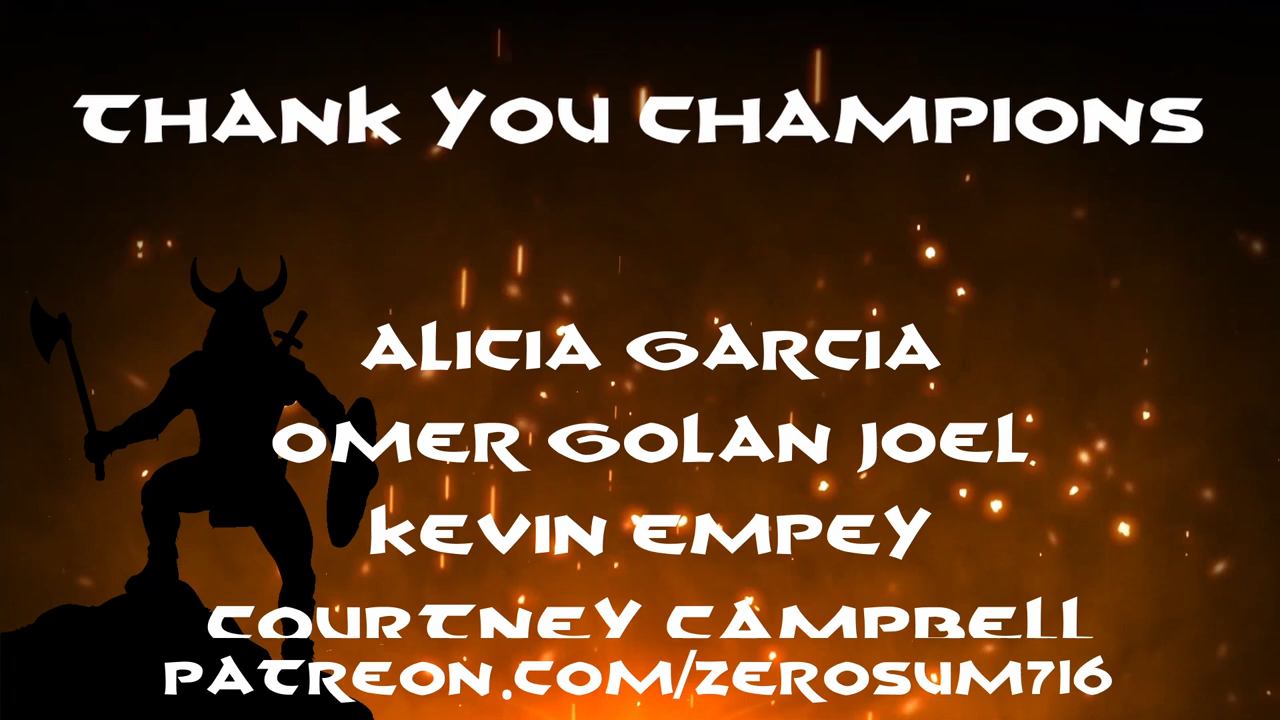 THANK YOU CHAMPIONS
ALICIA GARCIA
OMER GOLAN JOEL
KEVIN EMPEY
COURTNEY CAMPBELL
PATREON.COM/ZEROSUM716